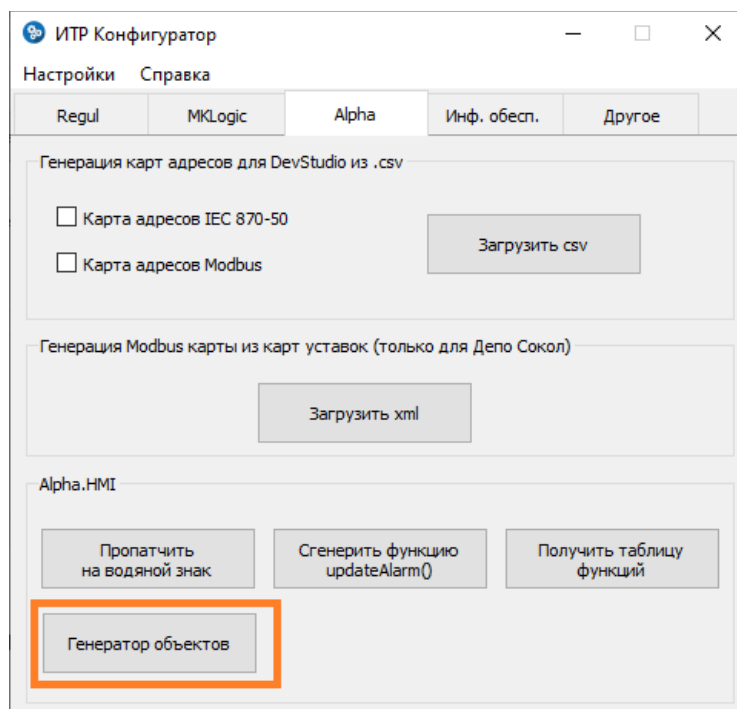 ИТР Конфигуратор
Настройки Справка
Regul MKLogic Alpha Инф. обесп. Другое
Генерация карт адресов для DevStudio из .csv
Карта адресов IEC 870-50
Загрузить csv
Карта адресов Modbus
Генерация Modbus карты из карт уставок (только для Депо Сокол)
Загрузить xml
Alpha.HMI
Пропатчить
на водяной знак
Сгенерить функцию
updateAlarm()
Получить таблицу
функций
Генератор объектов